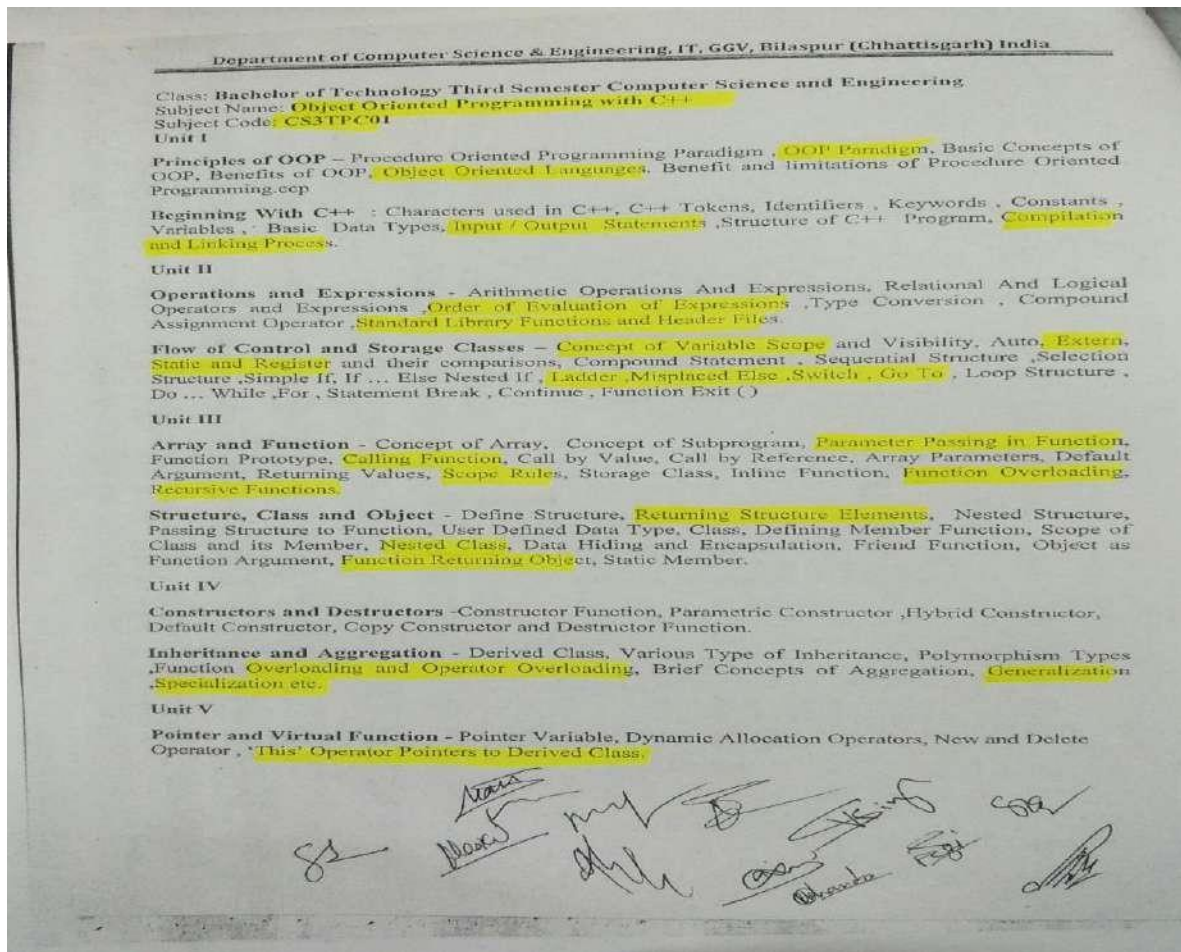 Department of Computer Science & Engineering, IT, GGV, Bilaspur (Chhattisgarh) India
Class: Bachelor of Technology Third Semester Computer Science and Engineering
Subject Name: Object Oriented Programming with C++
Subject Code: CS3TPC01
Unit I
Principles of OOP – Procedure Oriented Programming Paradigm , OOP Paradigm, Basic Concepts of
OOP, Benefits of OOP, Object Oriented Languages, Benefit and limitations of Procedure Oriented
Programming.ccp
Beginning With C++ : Characters used in C++, C++ Tokens, Identifiers , Keywords , Constants ,
Variables , Basic Data Types, Input / Output Statements ,Structure of C++ Program, Compilation
and Linking Process.
Unit II
Operations and Expressions - Arithmetic Operations And Expressions, Relational And Logical
Operators and Expressions ,Order of Evaluation of Expressions ,Type Conversion , Compound
Assignment Operator ,Standard Library Functions and Header Files.
Flow of Control and Storage Classes – Concept of Variable Scope and Visibility, Auto, Extern,
Static and Register and their comparisons, Compound Statement , Sequential Structure ,Selection
Structure ,Simple If, If ... Else Nested If , Ladder ,Misplaced Else ,Switch , Go To , Loop Structure ,
Do ... While ,For , Statement Break , Continue , Function Exit ( )
Unit III
Array and Function - Concept of Array, Concept of Subprogram, Parameter Passing in Function,
Function Prototype, Calling Function, Call by Value, Call by Reference, Array Parameters, Default
Argument, Returning Values, Scope Rules, Storage Class, Inline Function, Function Overloading,
Recursive Functions.
Structure, Class and Object - Define Structure, Returning Structure Elements, Nested Structure,
Passing Structure to Function, User Defined Data Type, Class, Defining Member Function, Scope of
Class and its Member, Nested Class, Data Hiding and Encapsulation, Friend Function, Object as
Function Argument, Function Returning Object, Static Member.
Unit IV
Constructors and Destructors -Constructor Function, Parametric Constructor ,Hybrid Constructor,
Default Constructor, Copy Constructor and Destructor Function.
Inheritance and Aggregation - Derived Class, Various Type of Inheritance, Polymorphism Types
,Function Overloading and Operator Overloading, Brief Concepts of Aggregation, Generalization
,Specialization etc.
Unit V
Pointer and Virtual Function - Pointer Variable, Dynamic Allocation Operators, New and Delete
Operator , 'This' Operator Pointers to Derived Class.